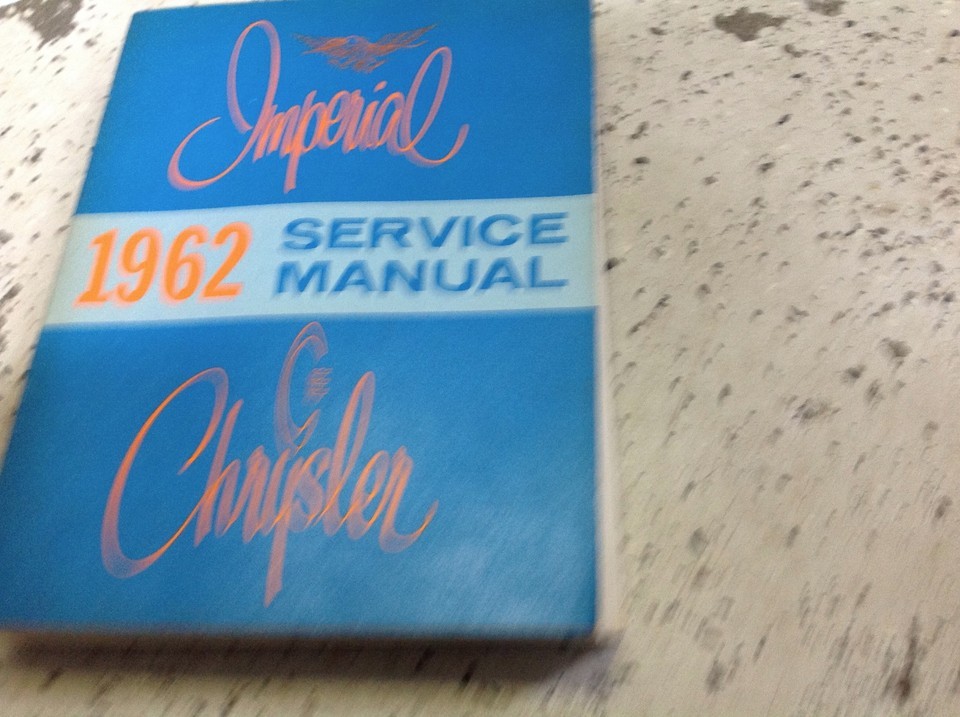 Imperial
1962 SERVICE
MANUAL
Chrysler